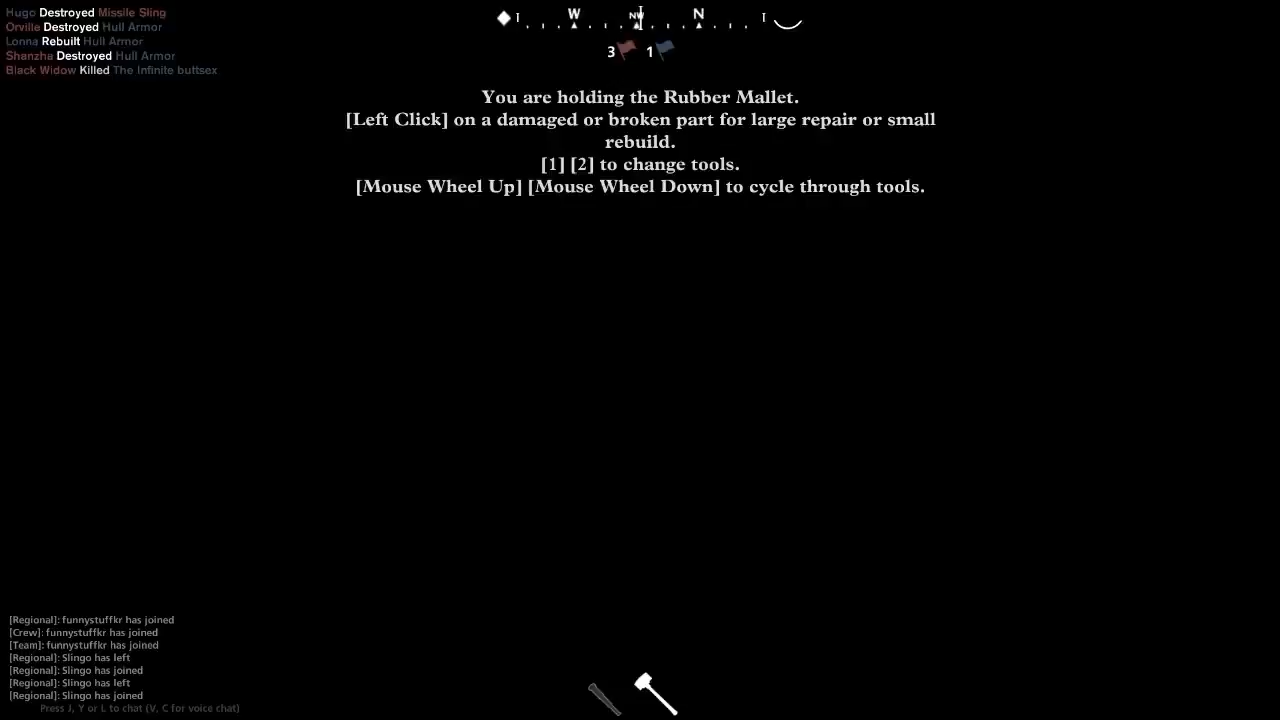 Hugo Destroyed Missile Sling
Orville Destroyed Hull Armor
Lonna Rebuilt Hull Armor
Shanzha Destroyed Hull Armor
Black Widow Killed The Infinite buttsex
W NW N
3 1
You are holding the Rubber Mallet.
[Left Click] on a damaged or broken part for large repair or small
rebuild.
[1] [2] to change tools.
[Mouse Wheel Up] [Mouse Wheel Down] to cycle through tools.
[Regional]: funnystuffkr has joined
[Crew]: funnystuffkr has joined
[Team]: funnystuffkr has joined
[Regional]: Slingo has left
[Regional]: Slingo has joined
[Regional]: Slingo has left
[Regional]: Slingo has joined
Press J, Y or L to chat (V, C for voice chat)